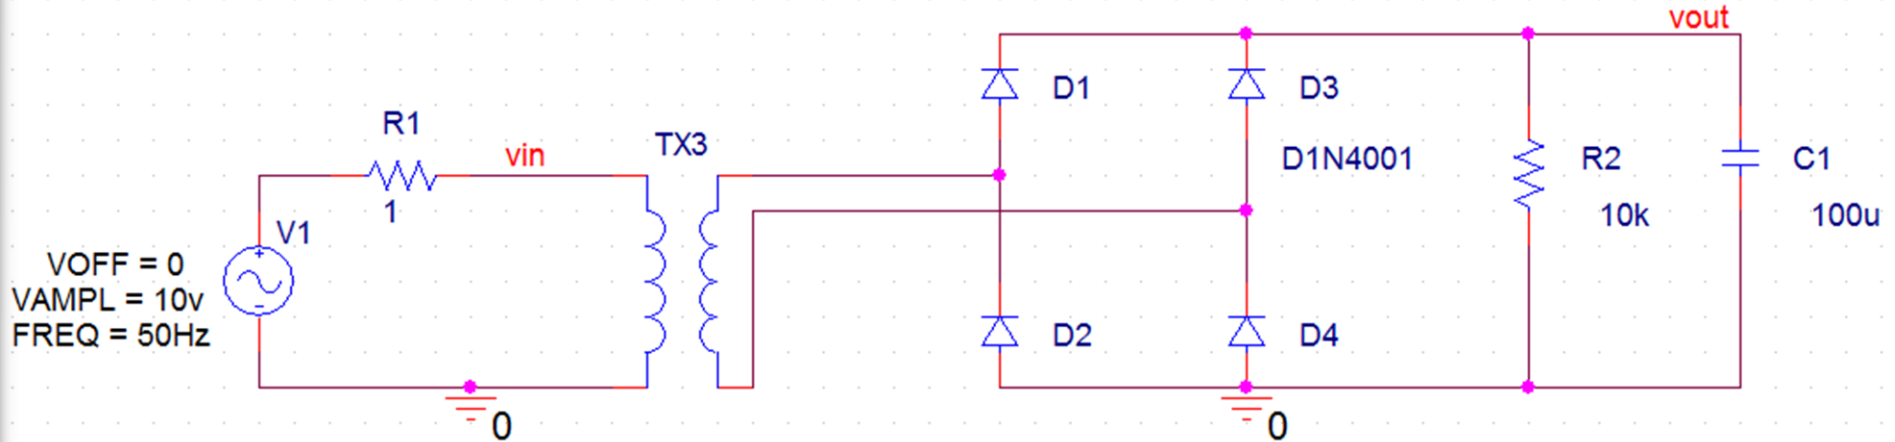 vout
D1
D3
R1
vin
TX3
D1N4001
R2
C1
1
10k
100u
V1
VOFF = 0
VAMPL = 10v
FREQ = 50Hz
+
-
D2
D4
0
0